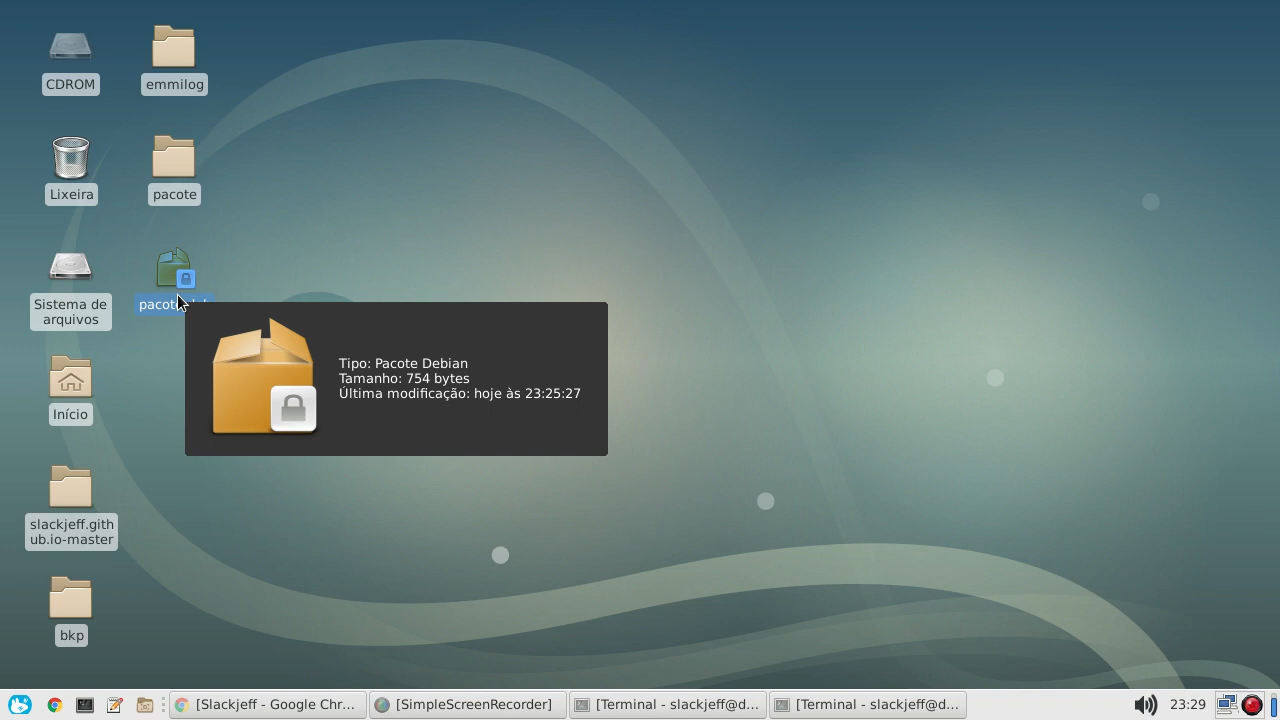 CDROM
emmilog
Lixeira
pacote
Sistema de
arquivos
Tipo: Pacote Debian
Tamanho: 754 bytes
Última modificação: hoje às 23:25:27
Início
slackjeff.gith
ub.io-master
bkp
[Slackjeff - Google Chr...
[SimpleScreenRecorder]
[Terminal - slackjeff@d...
[Terminal - slackjeff@d...
23:29